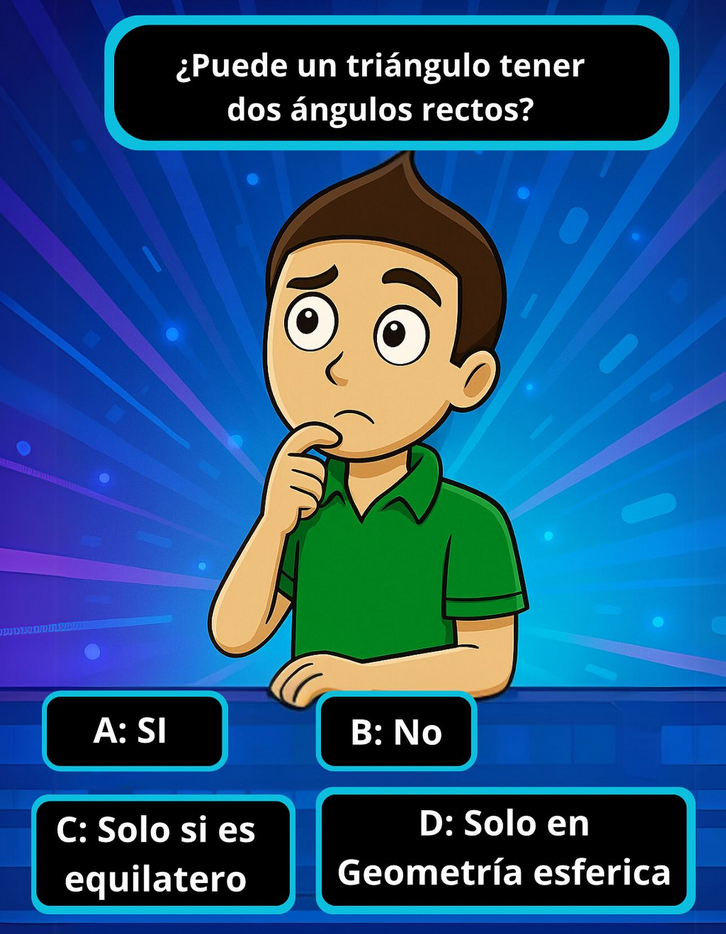 ¿Puede un triángulo tener
dos ángulos rectos?
A: SI
B: No
C: Solo si es
equilatero
D: Solo en
Geometría esferica